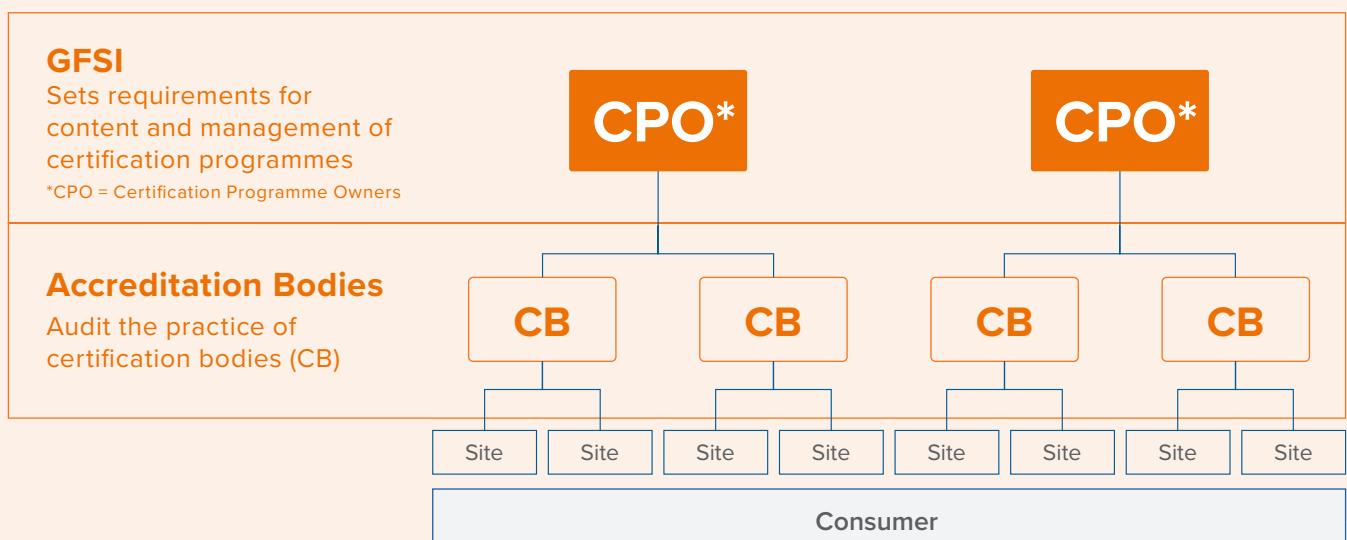 GFSI
Sets requirements for
content and management of
certification programmes
*CPO = Certification Programme Owners
CPO*
CPO*
Accreditation Bodies
Audit the practice of
certification bodies (CB)
CB
CB
CB
CB
Site
Site
Site
Site
Site
Site
Site
Site
Consumer